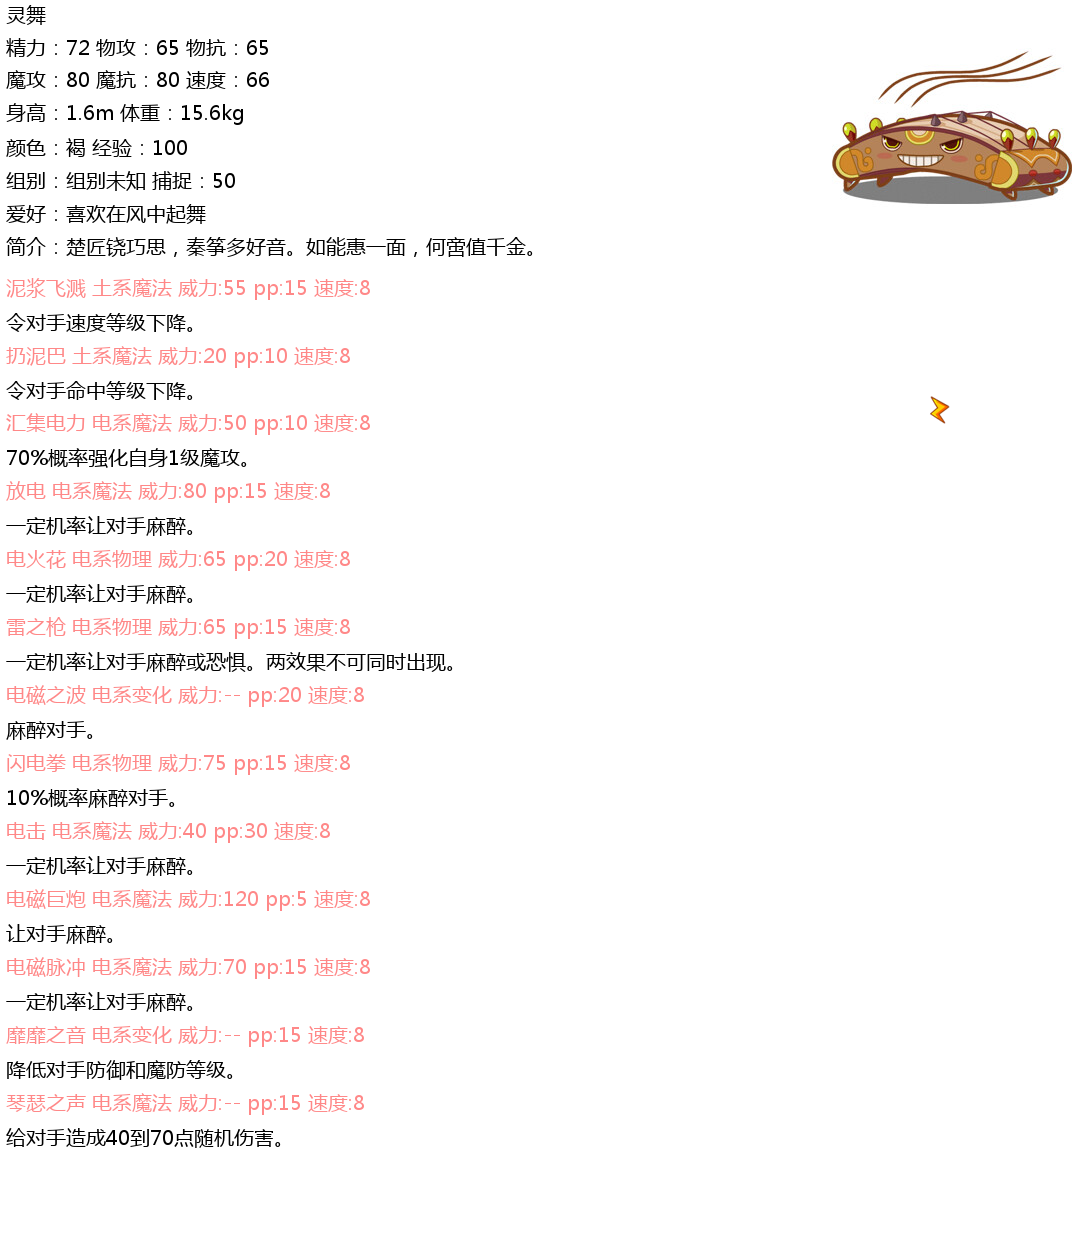 灵舞
精力：72 物攻：65 物抗：65
魔攻：80 魔抗：80 速度：66
身高：1.6m 体重：15.6kg
颜色：褐 经验：100
组别：组别未知 捕捉：50
爱好：喜欢在风中起舞
简介：楚匠铙巧思，秦筝多好音。如能惠一面，何啻值千金。
泥浆飞溅 土系魔法 威力:55 pp:15 速度:8
令对手速度等级下降。
扔泥巴 土系魔法 威力:20 pp:10 速度:8
令对手命中等级下降。
汇集电力 电系魔法 威力:50 pp:10 速度:8
70%概率强化自身1级魔攻。
放电 电系魔法 威力:80 pp:15 速度:8
一定机率让对手麻醉。
电火花 电系物理 威力:65 pp:20 速度:8
一定机率让对手麻醉。
雷之枪 电系物理 威力:65 pp:15 速度:8
一定机率让对手麻醉或恐惧。两效果不可同时出现。
电磁之波 电系变化 威力:-- pp:20 速度:8
麻醉对手。
闪电拳 电系物理 威力:75 pp:15 速度:8
10%概率麻醉对手。
电击 电系魔法 威力:40 pp:30 速度:8
一定机率让对手麻醉。
电磁巨炮 电系魔法 威力:120 pp:5 速度:8
让对手麻醉。
电磁脉冲 电系魔法 威力:70 pp:15 速度:8
一定机率让对手麻醉。
靡靡之音 电系变化 威力:-- pp:15 速度:8
降低对手防御和魔防等级。
琴瑟之声 电系魔法 威力:-- pp:15 速度:8
给对手造成40到70点随机伤害。